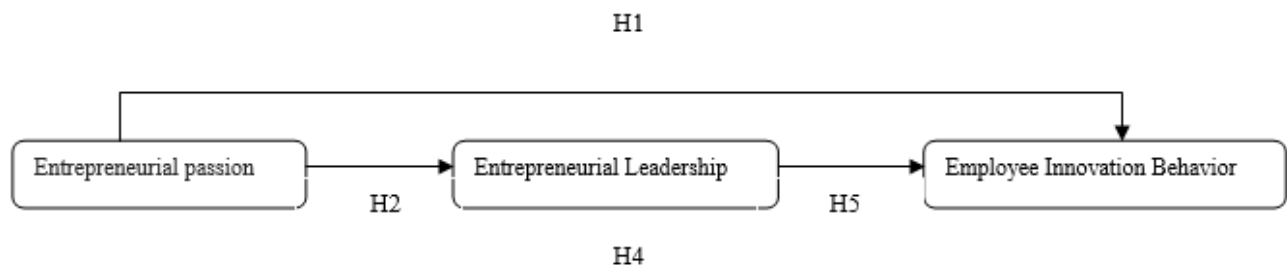 H1
Entrepreneurial passion
Entrepreneurial Leadership
Employee Innovation Behavior
H2
H5
H4